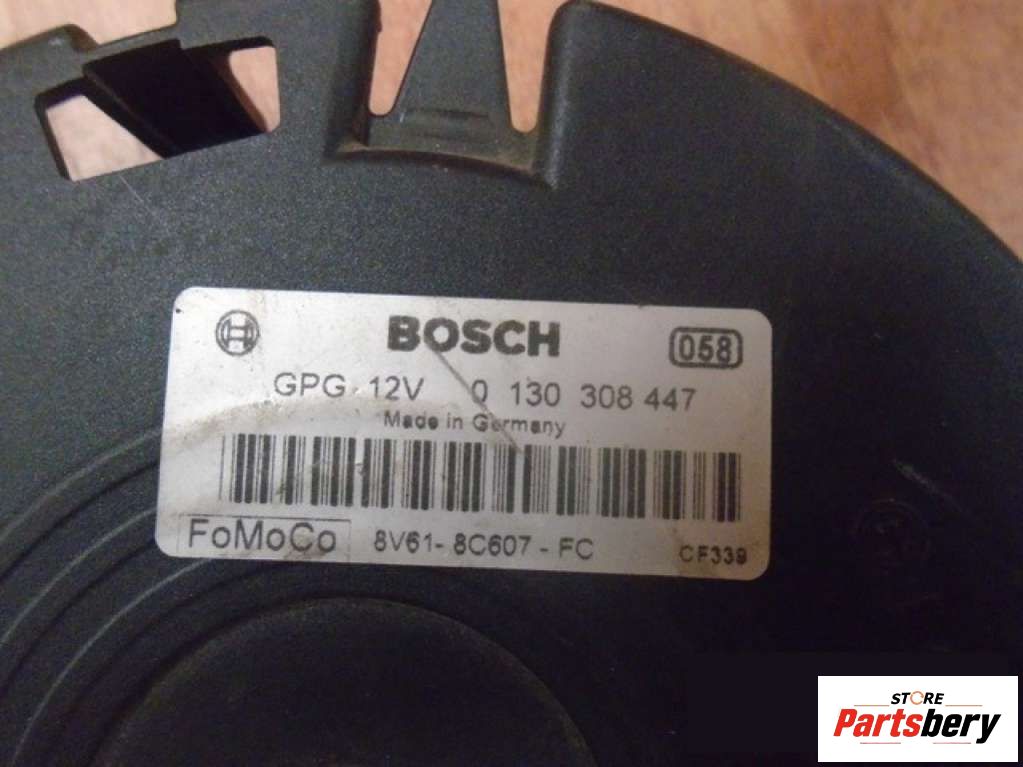 BOSCH 058
GPG 12V 0 130 308 447
Made in Germany
FoMoCo 8V61-8C607-FC CF339
STORE
Partsbery